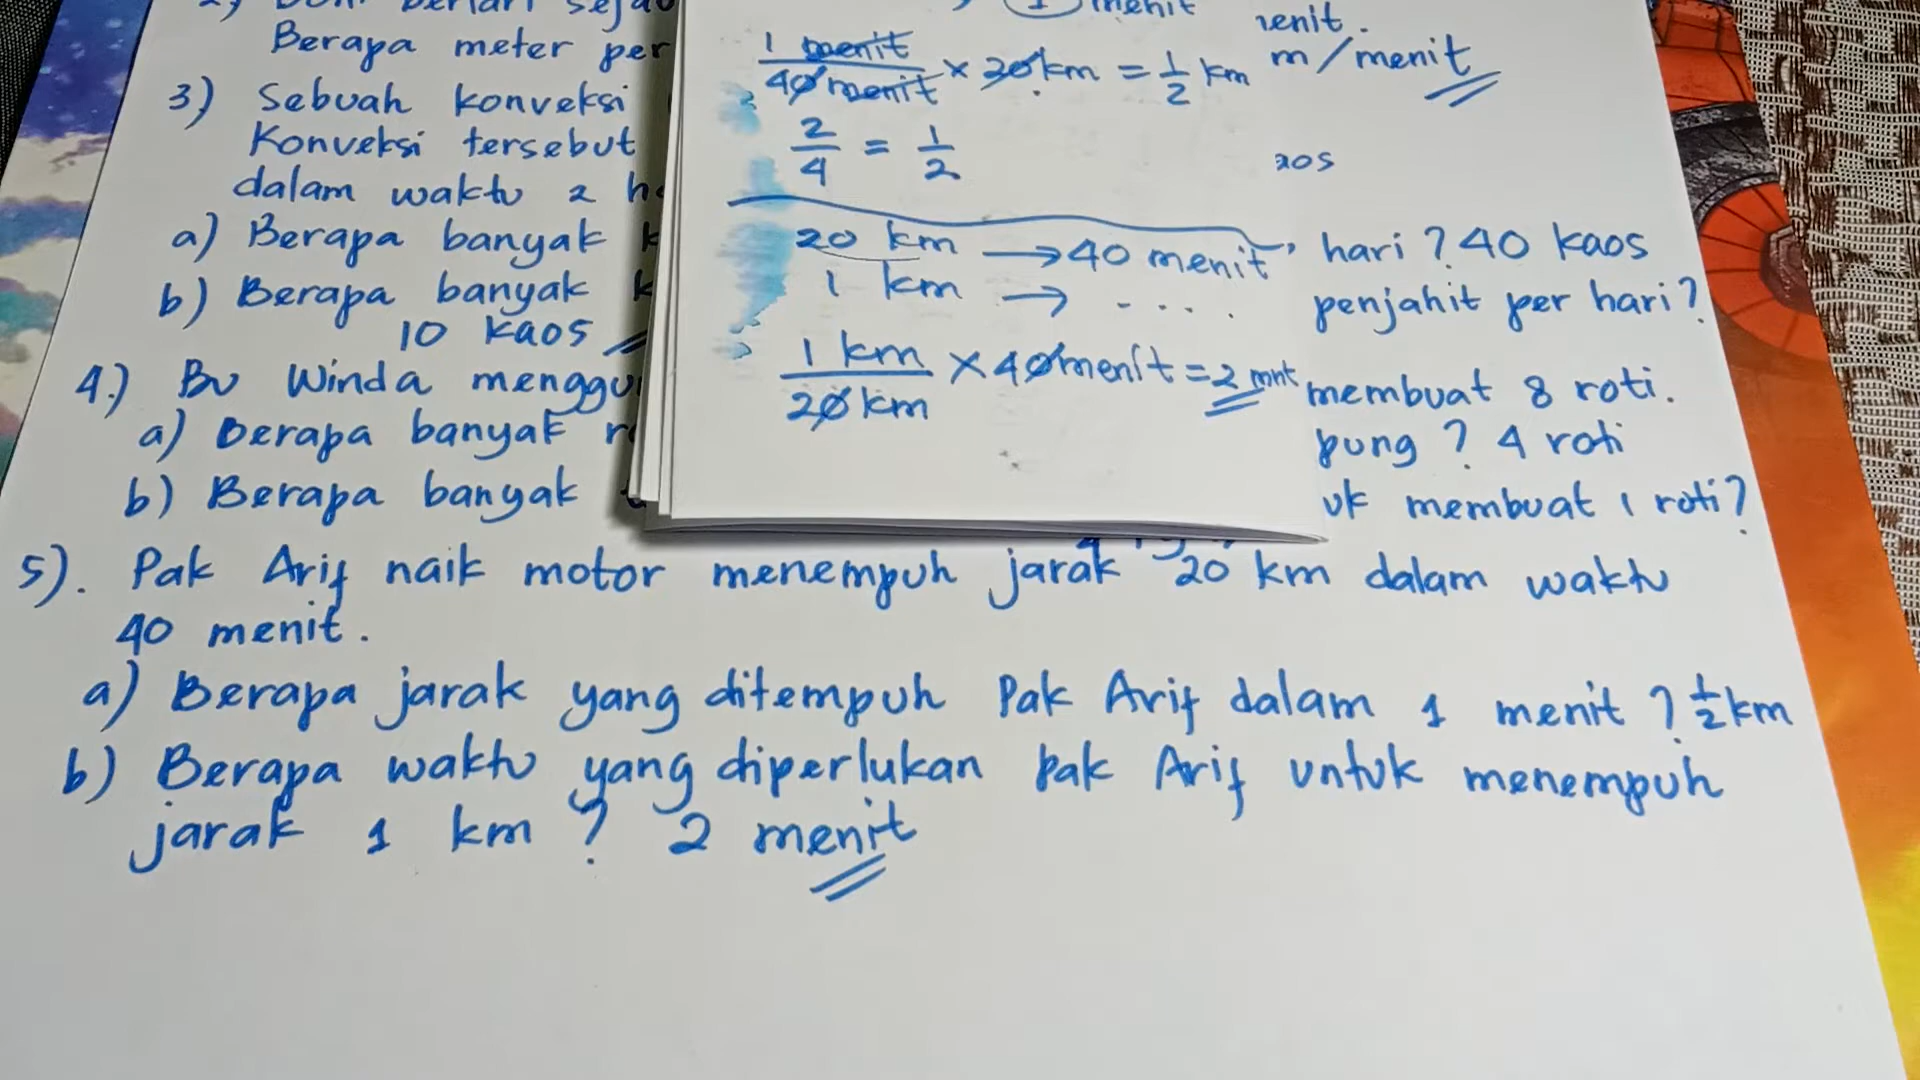 Berapa meter per
3) Sebuah konveksi
Konveksi tersebut
dalam waktu 2
a) Berapa banyak
b) Berapa banyak
10 kaos
4.) Bu Winda menggu
a) Berapa banyak
b) Berapa banyak
1 menit
1 menit / 40 menit × 20 km = 1/2 km
2/4 = 1/2
20 km → 40 menit
1 km → ....
1 km / 20 km × 40 menit = 2 mnt
enit.
m/menit
aos
hari ? 40 kaos
penjahit per hari ?
membuat 8 roti.
pung ? 4 roti
uk membuat 1 roti ?
5). Pak Arif naik motor menempuh jarak 20 km dalam waktu
40 menit.
a) Berapa jarak yang ditempuh Pak Arif dalam 1 menit ? 1/2 km
b) Berapa waktu yang diperlukan pak Arif untuk menempuh
jarak 1 km ? 2 menit